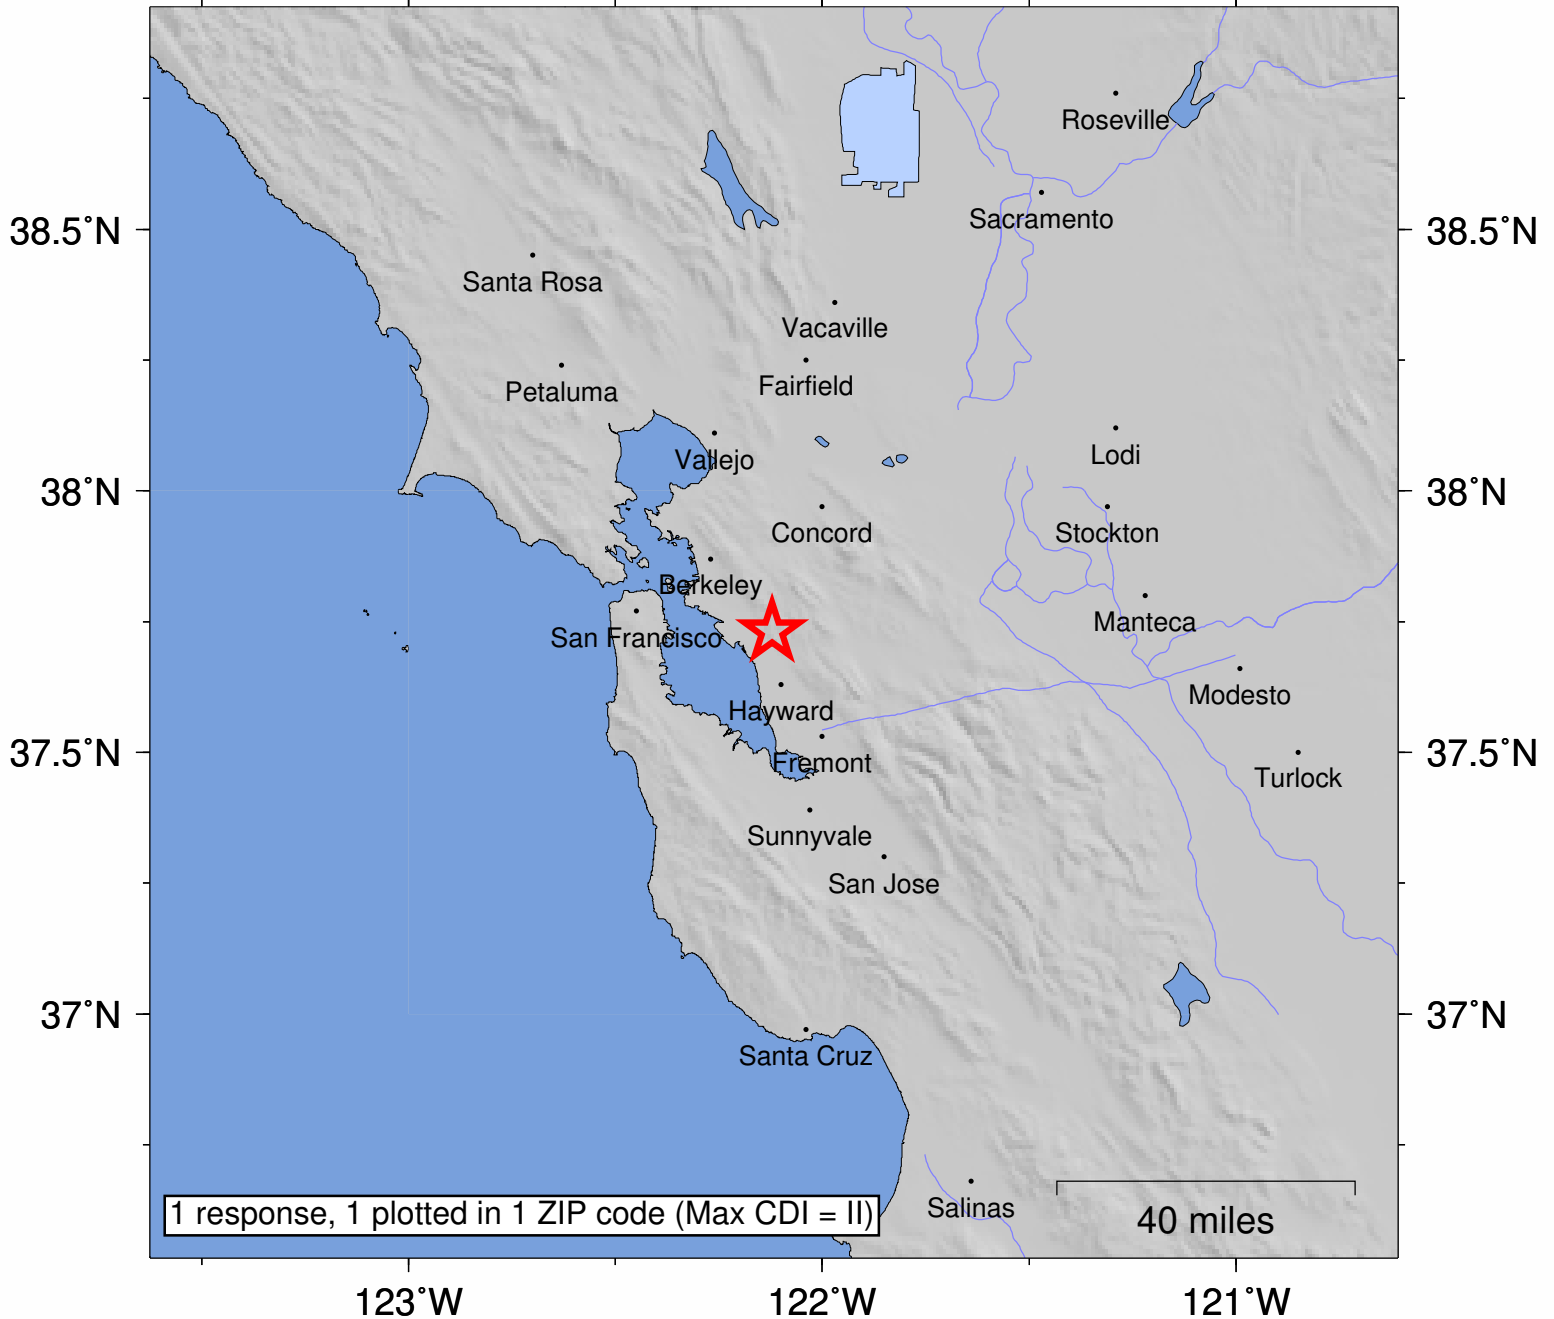 Roseville
Sacramento
38.5˚N
38.5˚N
Santa Rosa
Vacaville
Fairfield
Petaluma
Vallejo
Lodi
38˚N
38˚N
Concord
Stockton
Berkeley
Manteca
San Francisco
Modesto
Hayward
37.5˚N
37.5˚N
Fremont
Turlock
Sunnyvale
San Jose
37˚N
37˚N
Santa Cruz
Salinas
1 response, 1 plotted in 1 ZIP code (Max CDI = II)
40 miles
123˚W
122˚W
121˚W